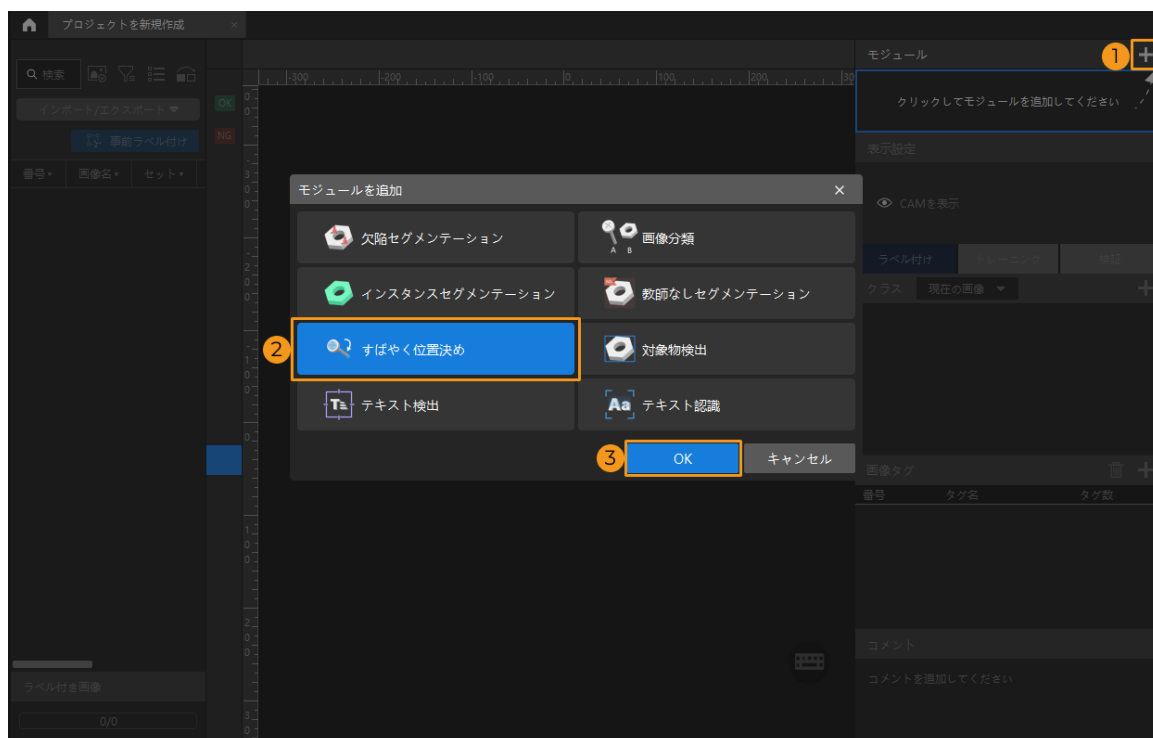 プロジェクトを新規作成 ×
モジュール 1
検索
-300 -200 -100 0 100 200 30
クリックしてモジュールを追加してください
インポート/エクスポート
OK
事前ラベル付け
NG
表示設定
番号 画像名 セット
モジュールを追加 ×
CAMを表示
欠陥セグメンテーション
画像分類
A B
ラベル付け トレーニング 検証
クラス 現在の画像
インスタンスセグメンテーション
教師なしセグメンテーション
2 すばやく位置決め
対象物検出
テキスト検出
Aa テキスト認識
3 OK キャンセル
画像タグ
番号 タグ名 タグ数
コメント
コメントを追加してください
ラベル付き画像
0/0